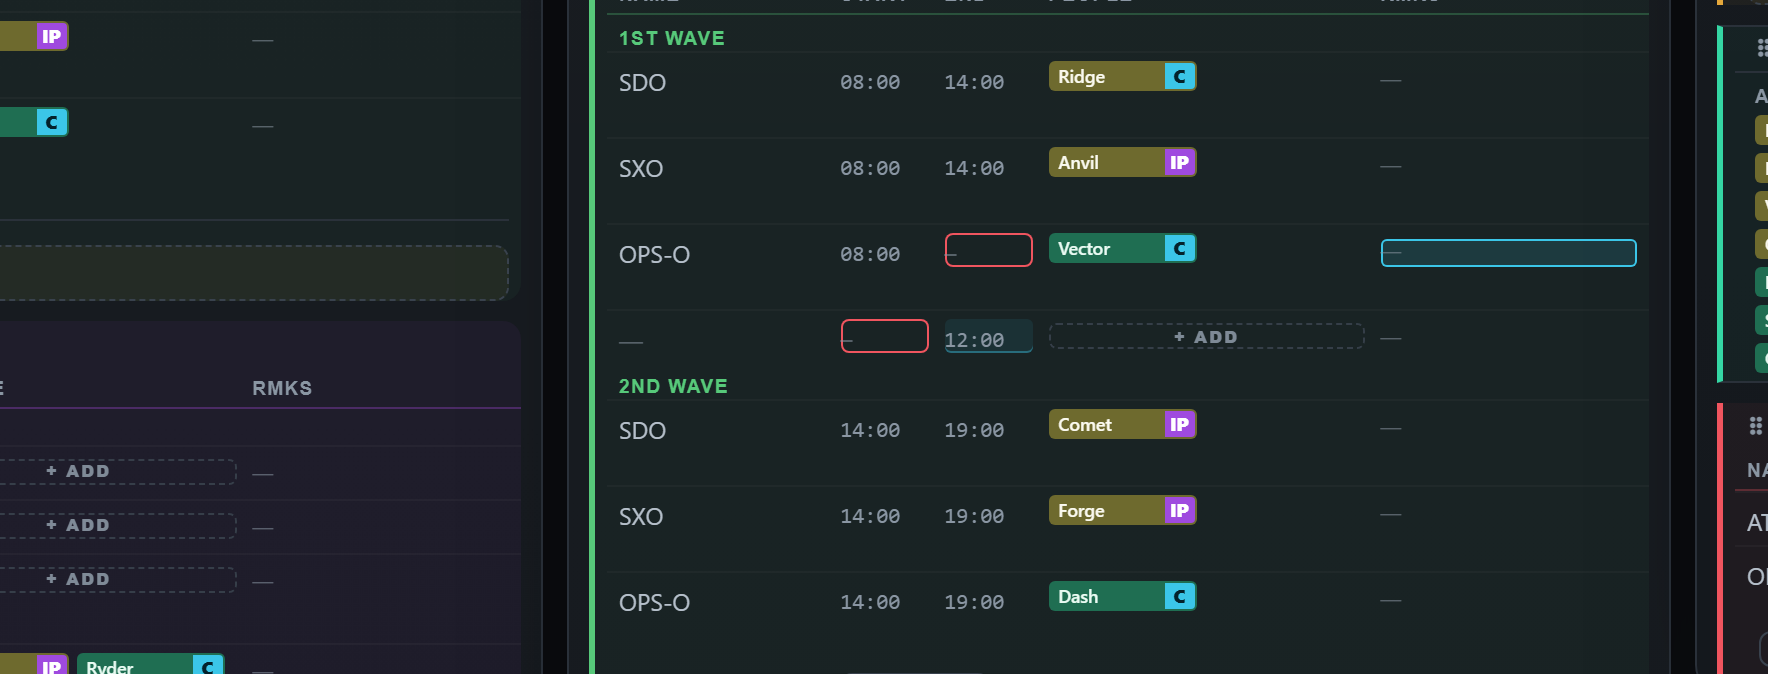 IP —
C —
RMKS
+ ADD —
+ ADD —
+ ADD —
IP Ryder C —
1ST WAVE
SDO 08:00 14:00 Ridge C —
SXO 08:00 14:00 Anvil IP —
OPS-O 08:00 — Vector C —
— — 12:00 + ADD —
2ND WAVE
SDO 14:00 19:00 Comet IP —
SXO 14:00 19:00 Forge IP —
OPS-O 14:00 19:00 Dash C —